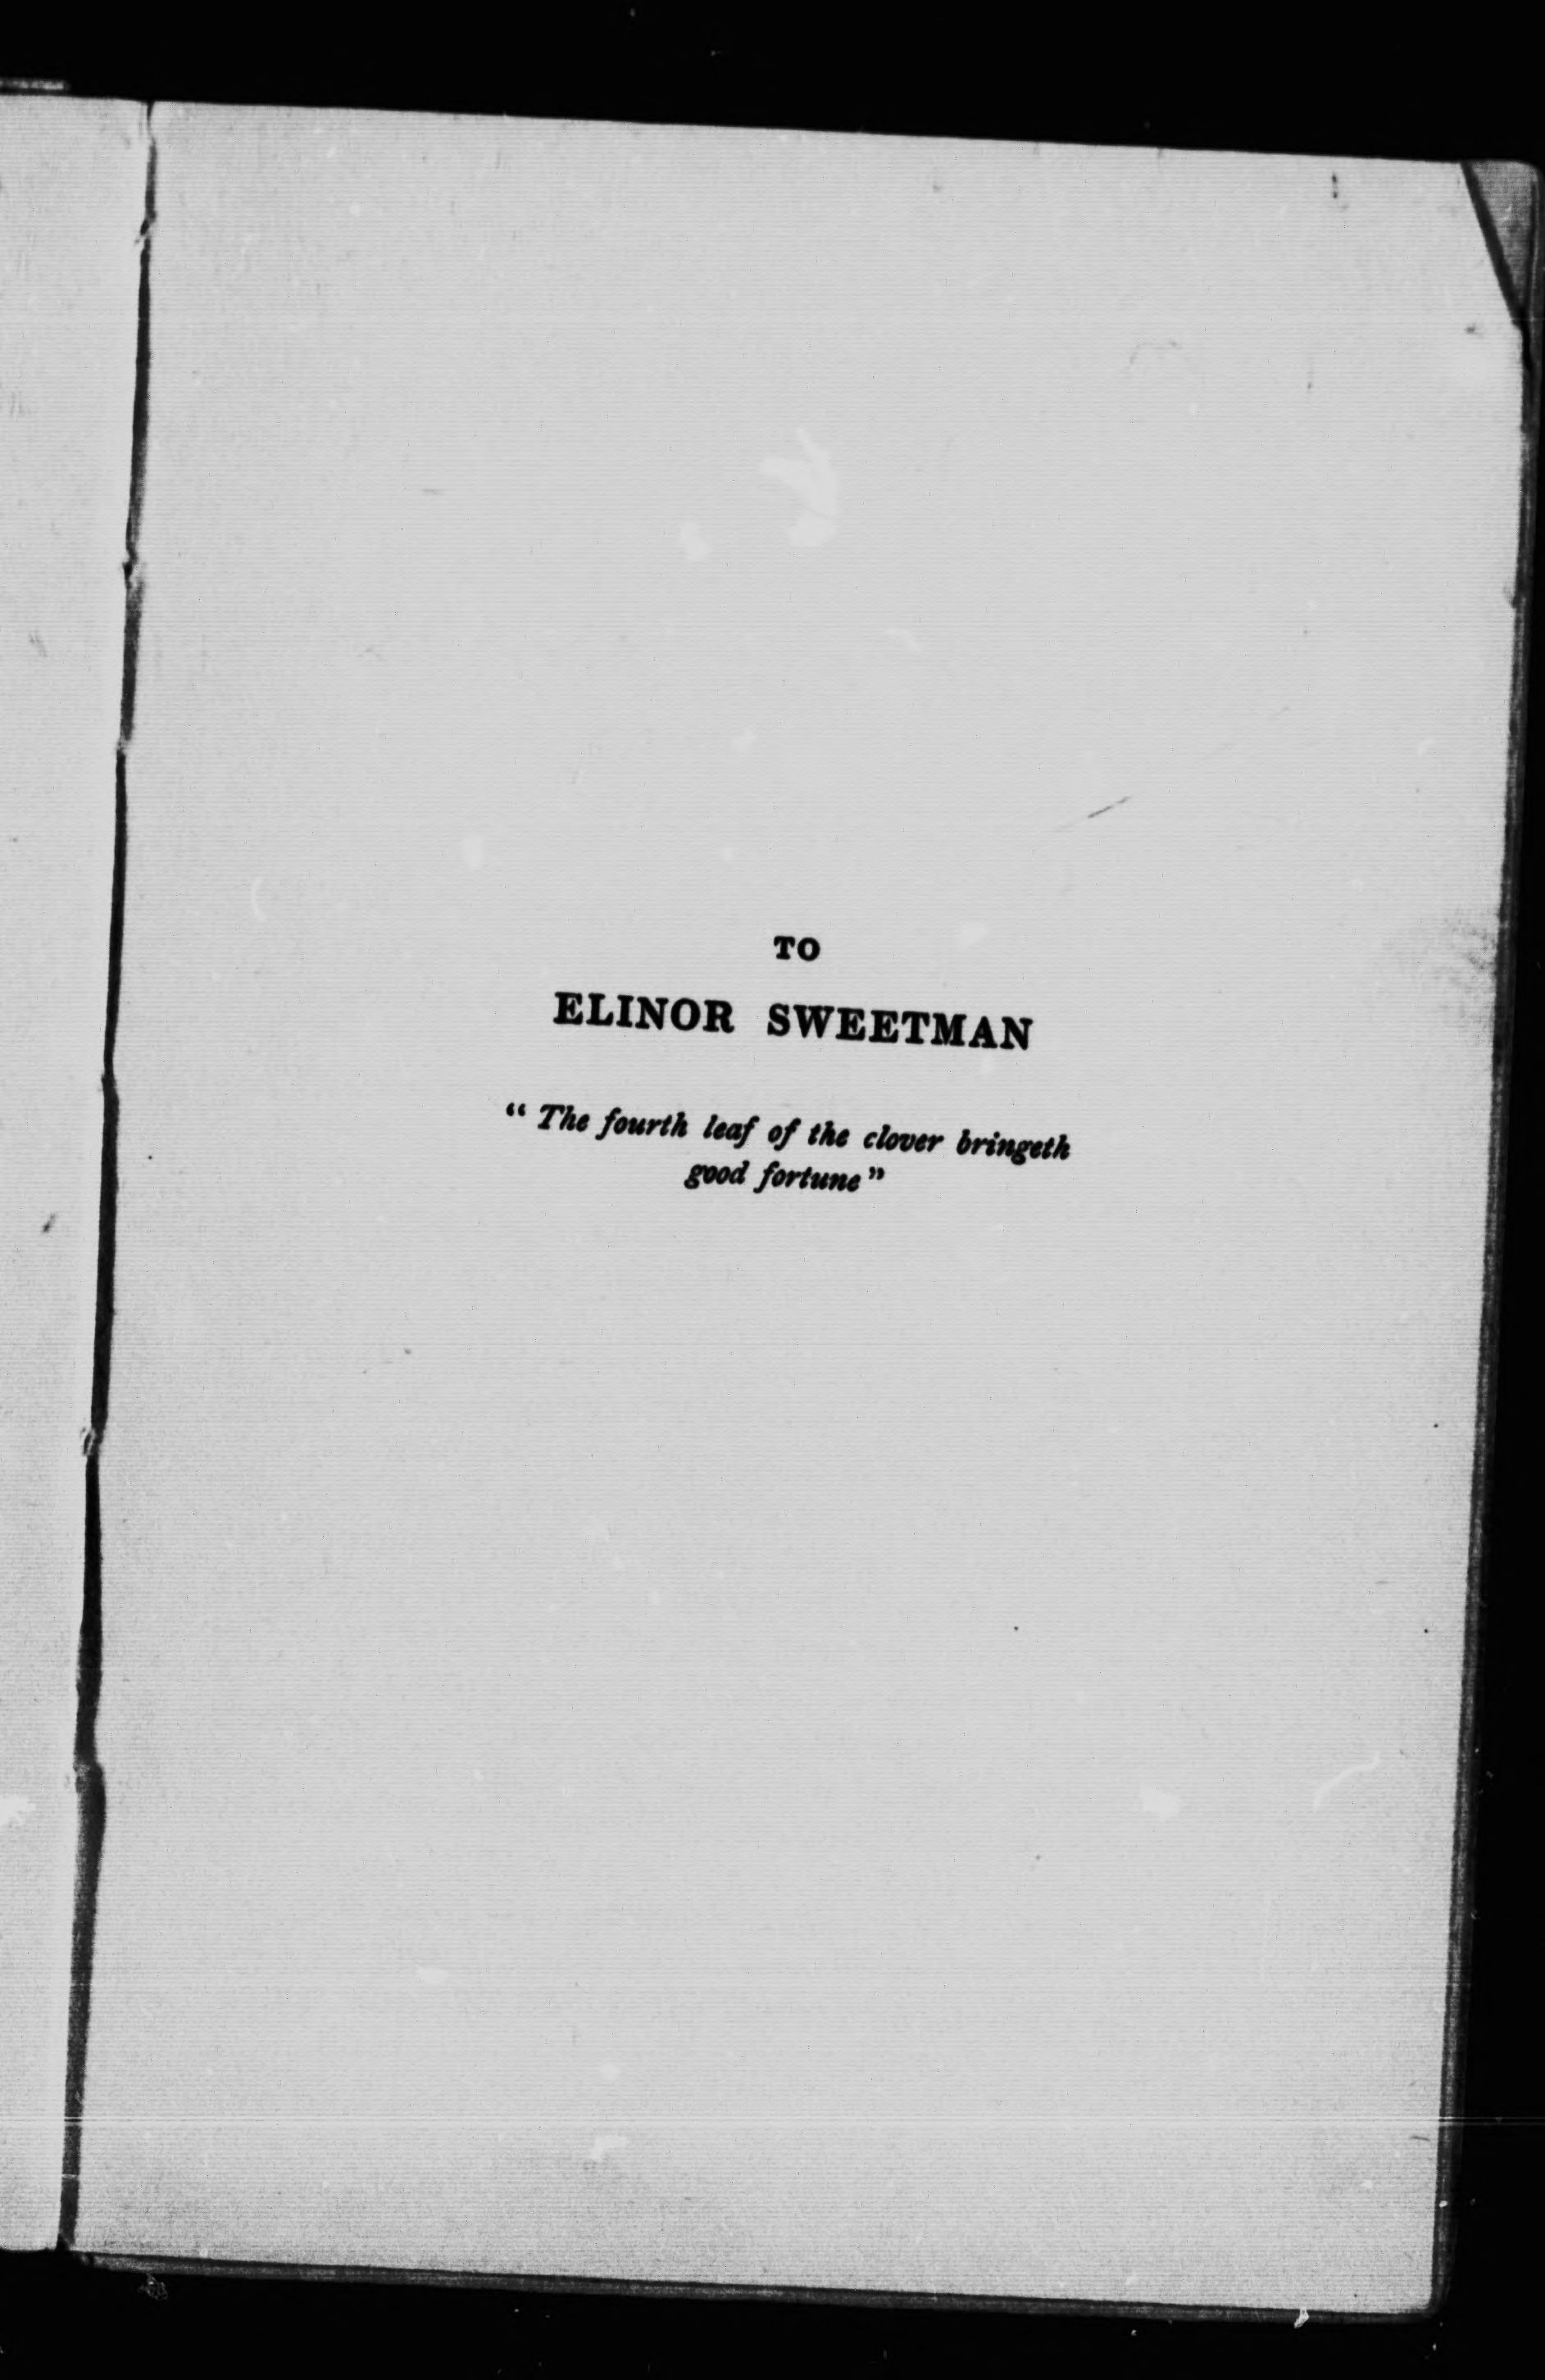 TO
ELINOR SWEETMAN
“ The fourth leaf of the clover bringeth
good fortune”